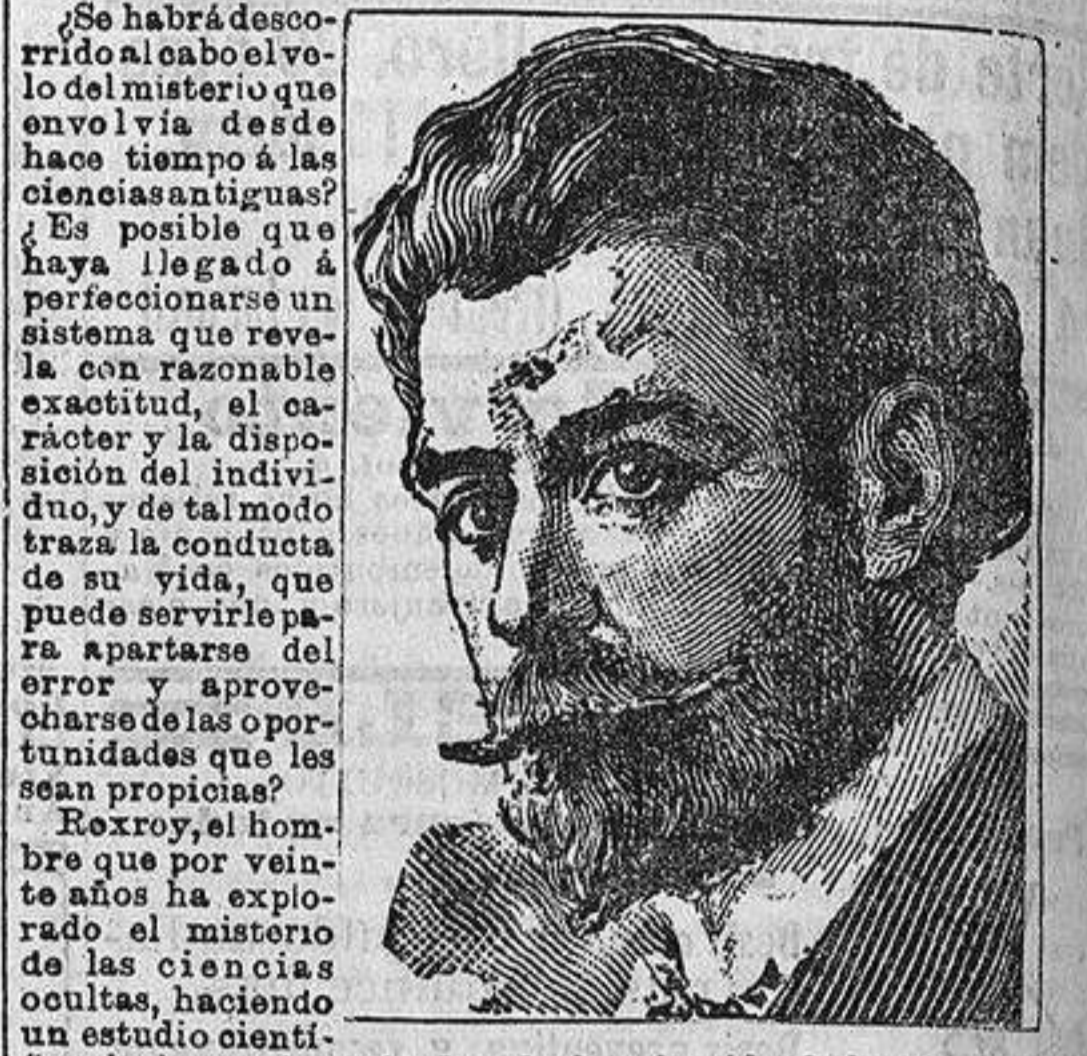 ¿Se habrá desco-
rrido al cabo el ve-
lo del misterio que
envolvía desde
hace tiempo á las
ciencias antiguas?
¿Es posible que
haya llegado á
perfeccionarse un
sistema que reve-
la con razonable
exactitud, el ca-
rácter y la dispo-
sición del indivi-
duo, y de tal modo
traza la conducta
de su vida, que
puede servirle pa-
ra apartarse del
error y aprove-
charse de las opor-
tunidades que les
sean propicias?
Roxroy, el hom-
bre que por vein-
te años ha explo-
rado el misterio
de las ciencias
ocultas, haciendo
un estudio cientí-